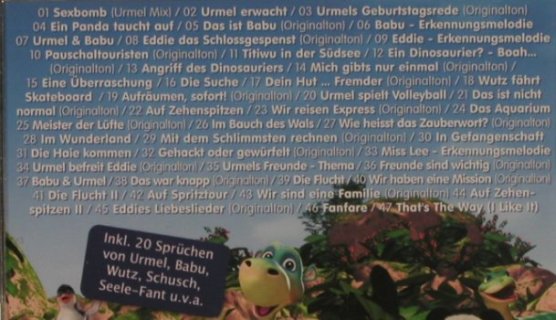 01 Sexbomb (Urmel Mix) / 02 Urmel erwacht / 03 Urmels Geburtstagsrede (Originalton)
04 Ein Panda taucht auf / 05 Das ist Babu (Originalton) / 06 Babu - Erkennungsmelodie
07 Urmel & Babu / 08 Eddie das Schlossgespenst (Originalton) / 09 Eddie - Erkennungsmelodie
10 Pauschaltouristen (Originalton) / 11 Titiwu in der Südsee / 12 Ein Dinosaurier? - Boah...
(Originalton) / 13 Angriff des Dinosauriers / 14 Mich gibts nur einmal (Originalton) /
15 Eine Überraschung / 16 Die Suche / 17 Dein Hut ... Fremder (Originalton) / 18 Wutz fährt
Skateboard / 19 Aufräumen, sofort! (Originalton) / 20 Urmel spielt Volleyball / 21 Das ist nicht
normal (Originalton) / 22 Auf Zehenspitzen / 23 Wir reisen Express (Originalton) / 24 Das Aquarium
25 Meister der Lüfte (Originalton) / 26 Im Bauch des Wals / 27 Wie heisst das Zauberwort? (Originalton)
28 Im Wunderland / 29 Mit dem Schlimmsten rechnen (Originalton) / 30 In Gefangenschaft
31 Die Haie kommen / 32 Gehackt oder gewürfelt (Originalton) / 33 Miss Lee - Erkennungsmelodie
34 Urmel befreit Eddie / 35 Urmels Freunde - Thema / 36 Freunde sind wichtig (Originalton)
37 Babu & Urmel / 38 Das war knapp (Originalton) / 39 Die Flucht / 40 Wir haben eine Mission (Originalton)
41 Die Flucht II / 42 Auf Spritztour / 43 Wir sind eine Familie (Originalton) / 44 Auf Zehen-
spitzen II / 45 Eddies Liebeslieder (Originalton) / 46 Fanfare / 47 That's The Way (I Like It)
Inkl. 20 Sprüchen
von Urmel, Babu,
Wutz, Schusch,
Seele-Fant u.v.a.